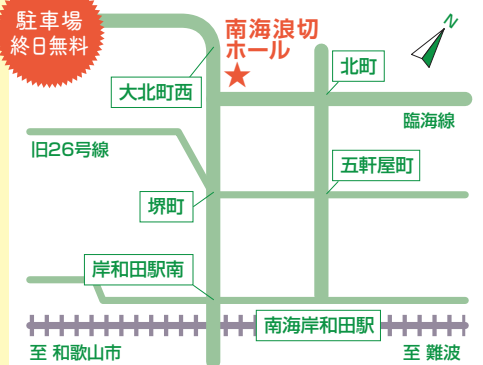 駐車場
終日無料
南海浪切
ホール
N
大北町西
北町
臨海線
旧26号線
五軒屋町
堺町
岸和田駅南
南海岸和田駅
至 和歌山市
至 難波